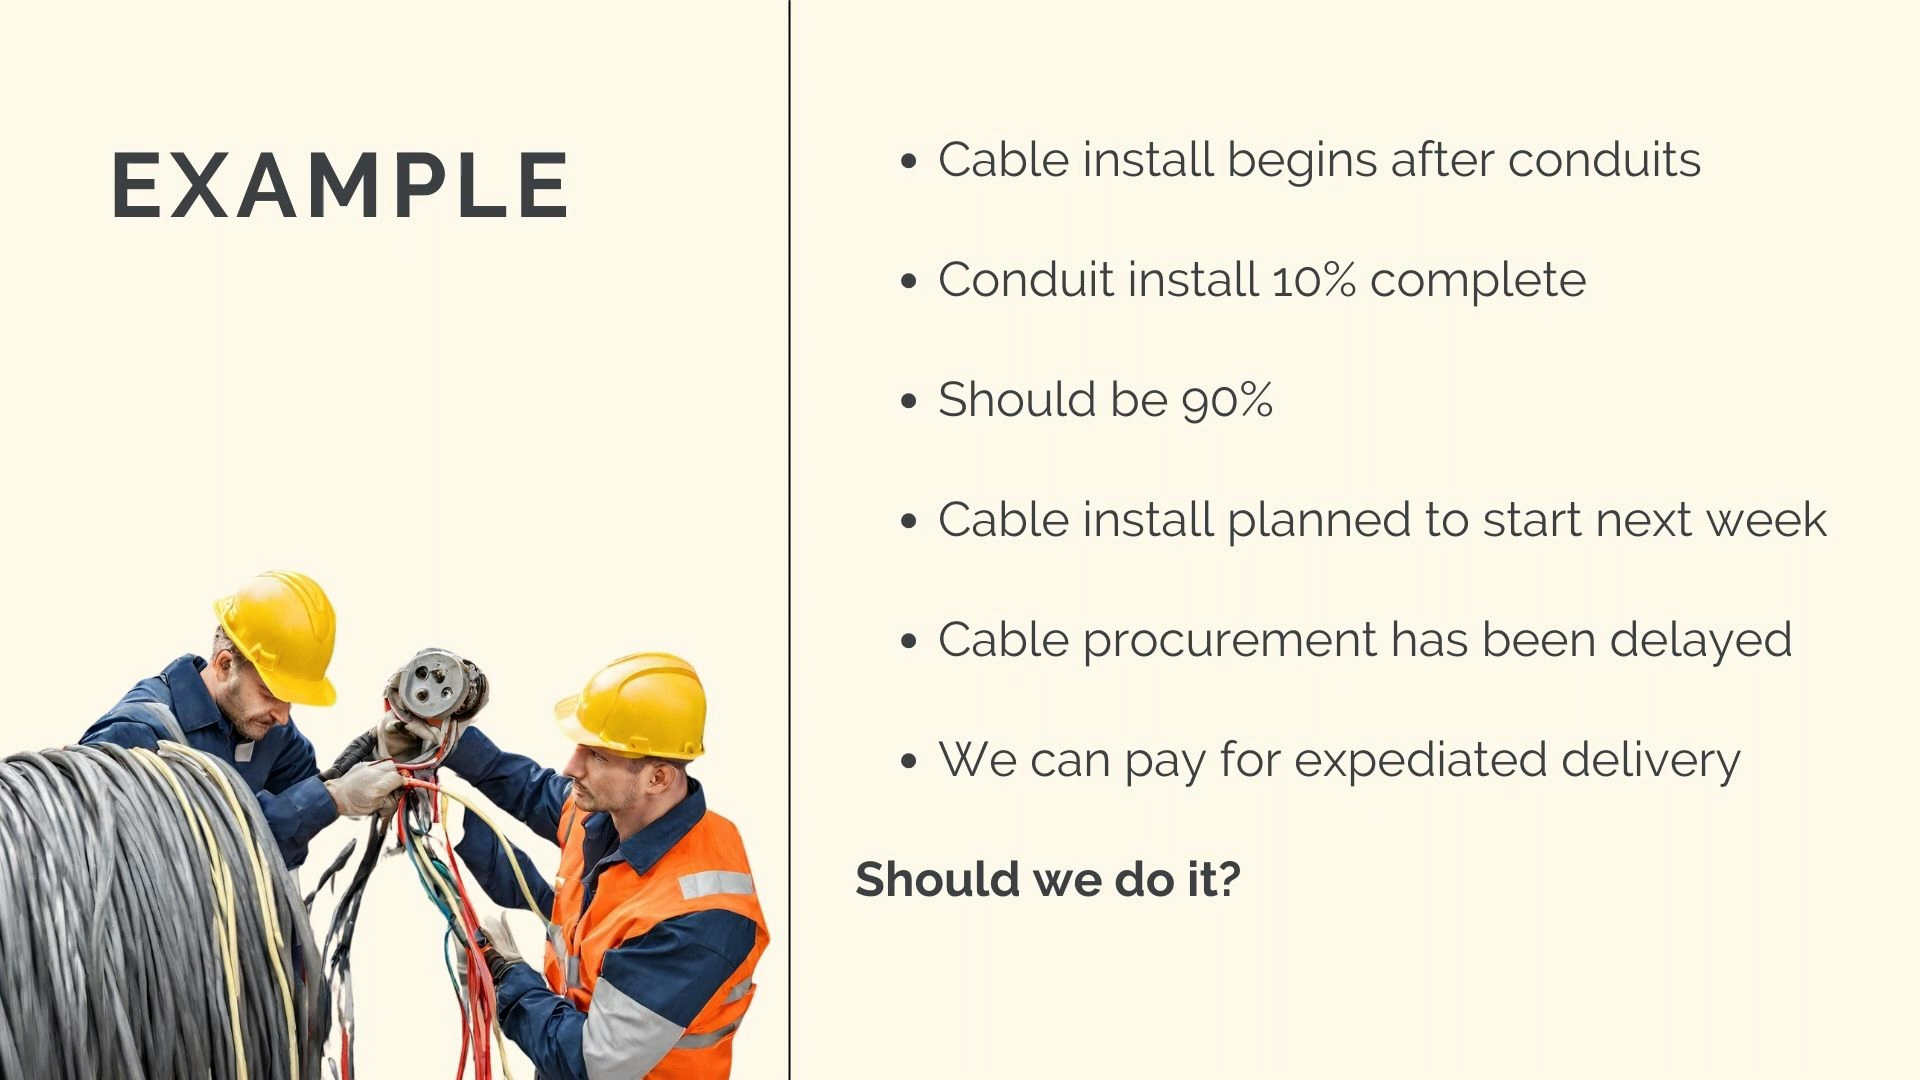 EXAMPLE
• Cable install begins after conduits
• Conduit install 10% complete
• Should be 90%
• Cable install planned to start next week
• Cable procurement has been delayed
• We can pay for expediated delivery
Should we do it?